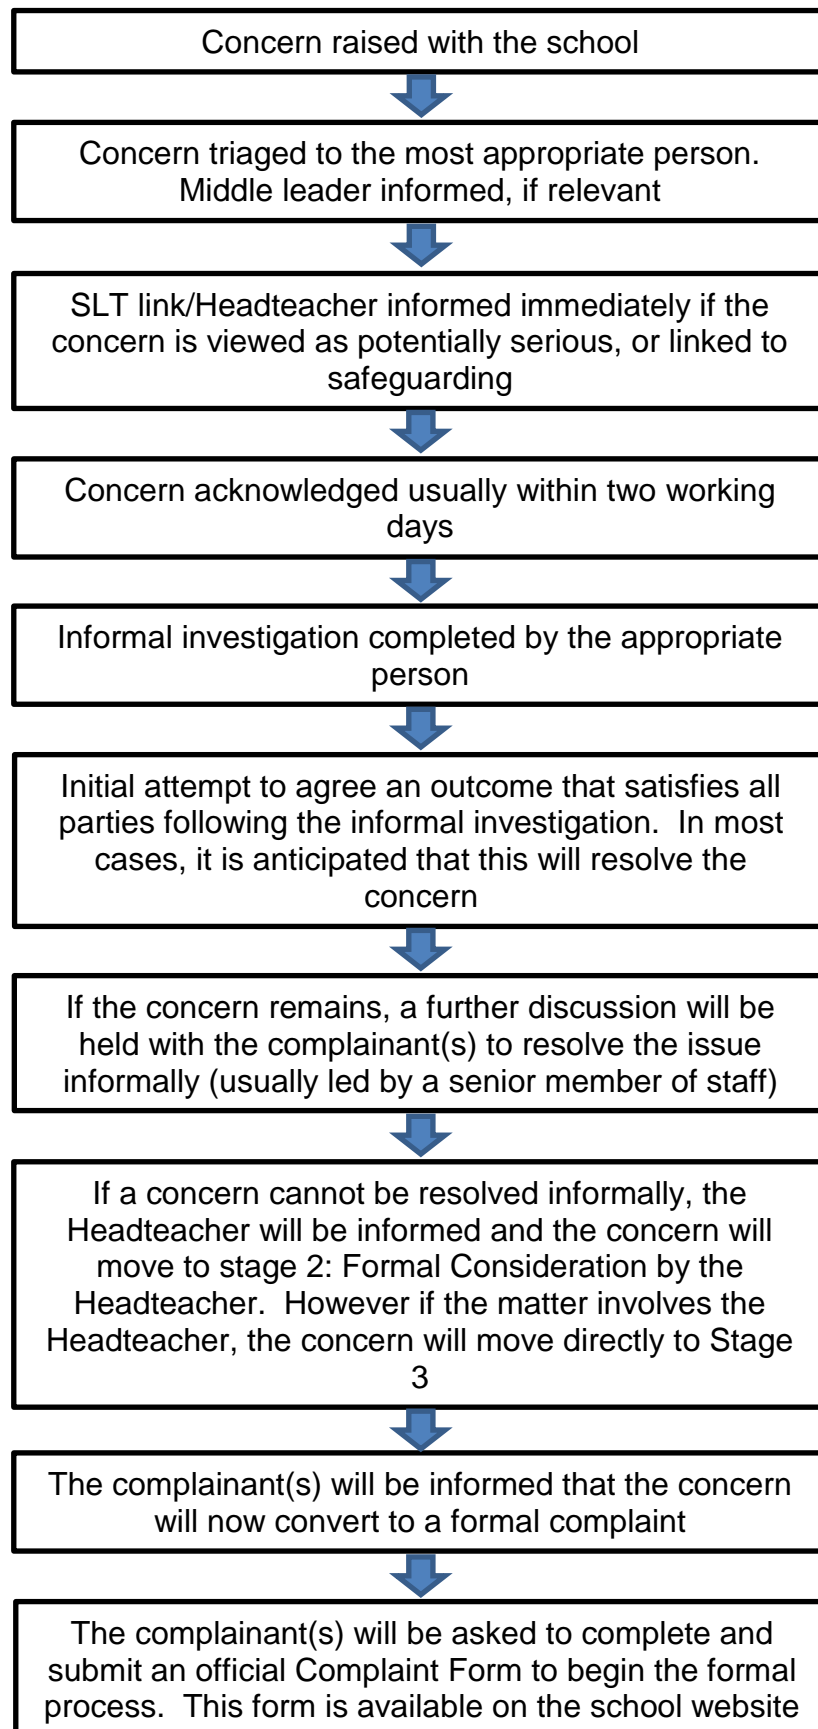 Concern raised with the school
Concern triaged to the most appropriate person.
Middle leader informed, if relevant
SLT link/Headteacher informed immediately if the
concern is viewed as potentially serious, or linked to
safeguarding
Concern acknowledged usually within two working
days
Informal investigation completed by the appropriate
person
Initial attempt to agree an outcome that satisfies all
parties following the informal investigation.  In most
cases, it is anticipated that this will resolve the
concern
If the concern remains, a further discussion will be
held with the complainant(s) to resolve the issue
informally (usually led by a senior member of staff)
If a concern cannot be resolved informally, the
Headteacher will be informed and the concern will
move to stage 2: Formal Consideration by the
Headteacher.  However if the matter involves the
Headteacher, the concern will move directly to Stage
3
The complainant(s) will be informed that the concern
will now convert to a formal complaint
The complainant(s) will be asked to complete and
submit an official Complaint Form to begin the formal
process.  This form is available on the school website